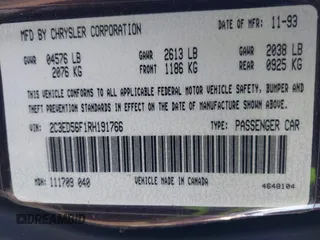 MFD BY CHRYSLER CORPORATION
DATE OF MFR 11-93
GVWR 04576 LB GAWR 2613 LB GAWR 2038 LB
2076 KG FRONT 1186 KG REAR 0925 KG
THIS VEHICLE CONFORMS TO ALL APPLICABLE FEDERAL MOTOR VEHICLE SAFETY, BUMPER AND
THEFT PREVENTION STANDARDS IN EFFECT ON THE DATE OF MANUFACTURE SHOWN ABOVE.
VIN: 2C3ED56F1RH191766 TYPE: PASSENGER CAR
MDH: 111709 040 VEHICLE MADE IN CANADA
4648104
DREAMBID